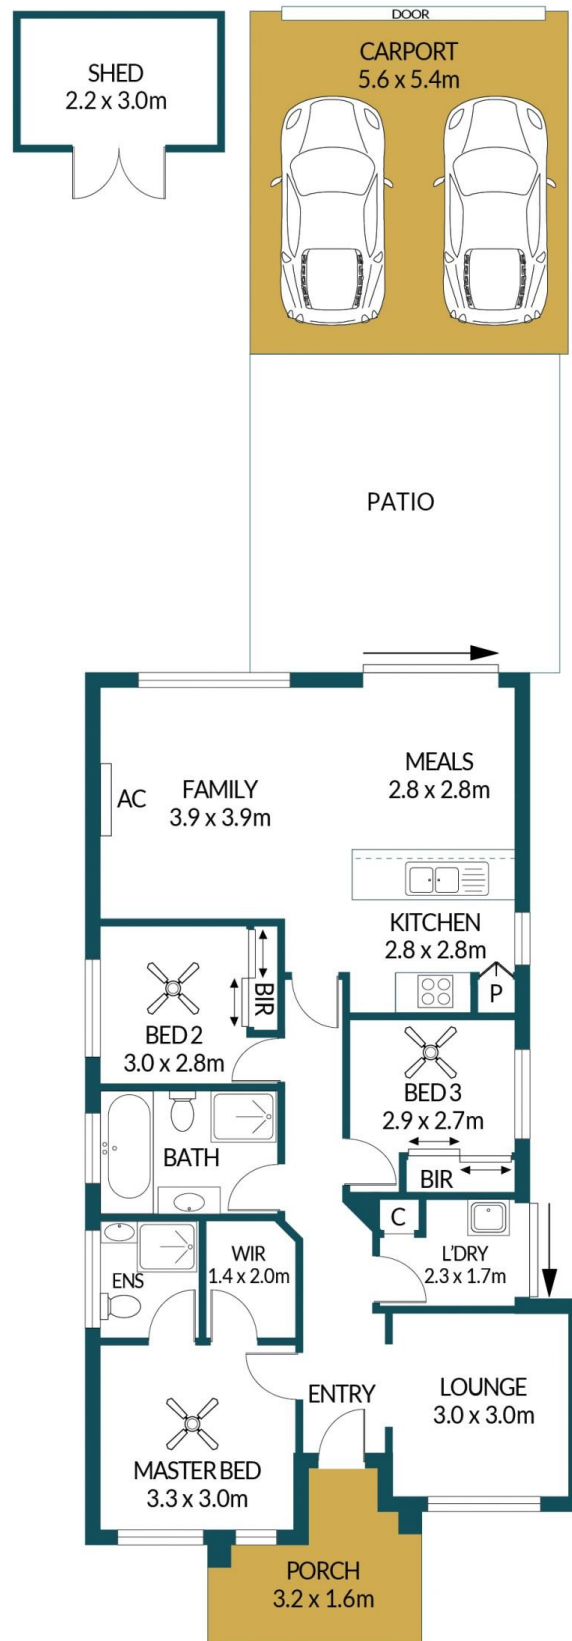 DOOR
CARPORT
5.6 x 5.4m
SHED
2.2 x 3.0m
PATIO
MEALS
2.8 x 2.8m
AC
FAMILY
3.9 x 3.9m
KITCHEN
2.8 x 2.8m
P
BIR
BED 2
3.0 x 2.8m
BED 3
2.9 x 2.7m
BIR
BATH
C
L'DRY
2.3 x 1.7m
WIR
1.4 x 2.0m
ENS
ENTRY
LOUNGE
3.0 x 3.0m
MASTER BED
3.3 x 3.0m
PORCH
3.2 x 1.6m